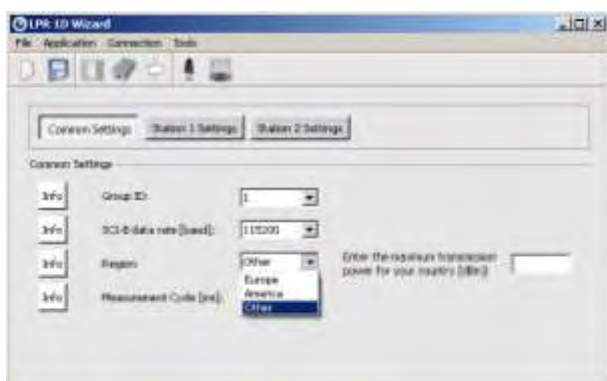 LPR 1D Wizard
File Application Connection Tools
Common Settings Station 1 Settings Station 2 Settings
Common Settings
Info Group ID: 1
Info SCI-B data rate [baud]: 115200
Info Region: Other Enter the maximum transmission power for your country [dBm]:
Europe
America
Other
Info Measurement Cycle [ms]: